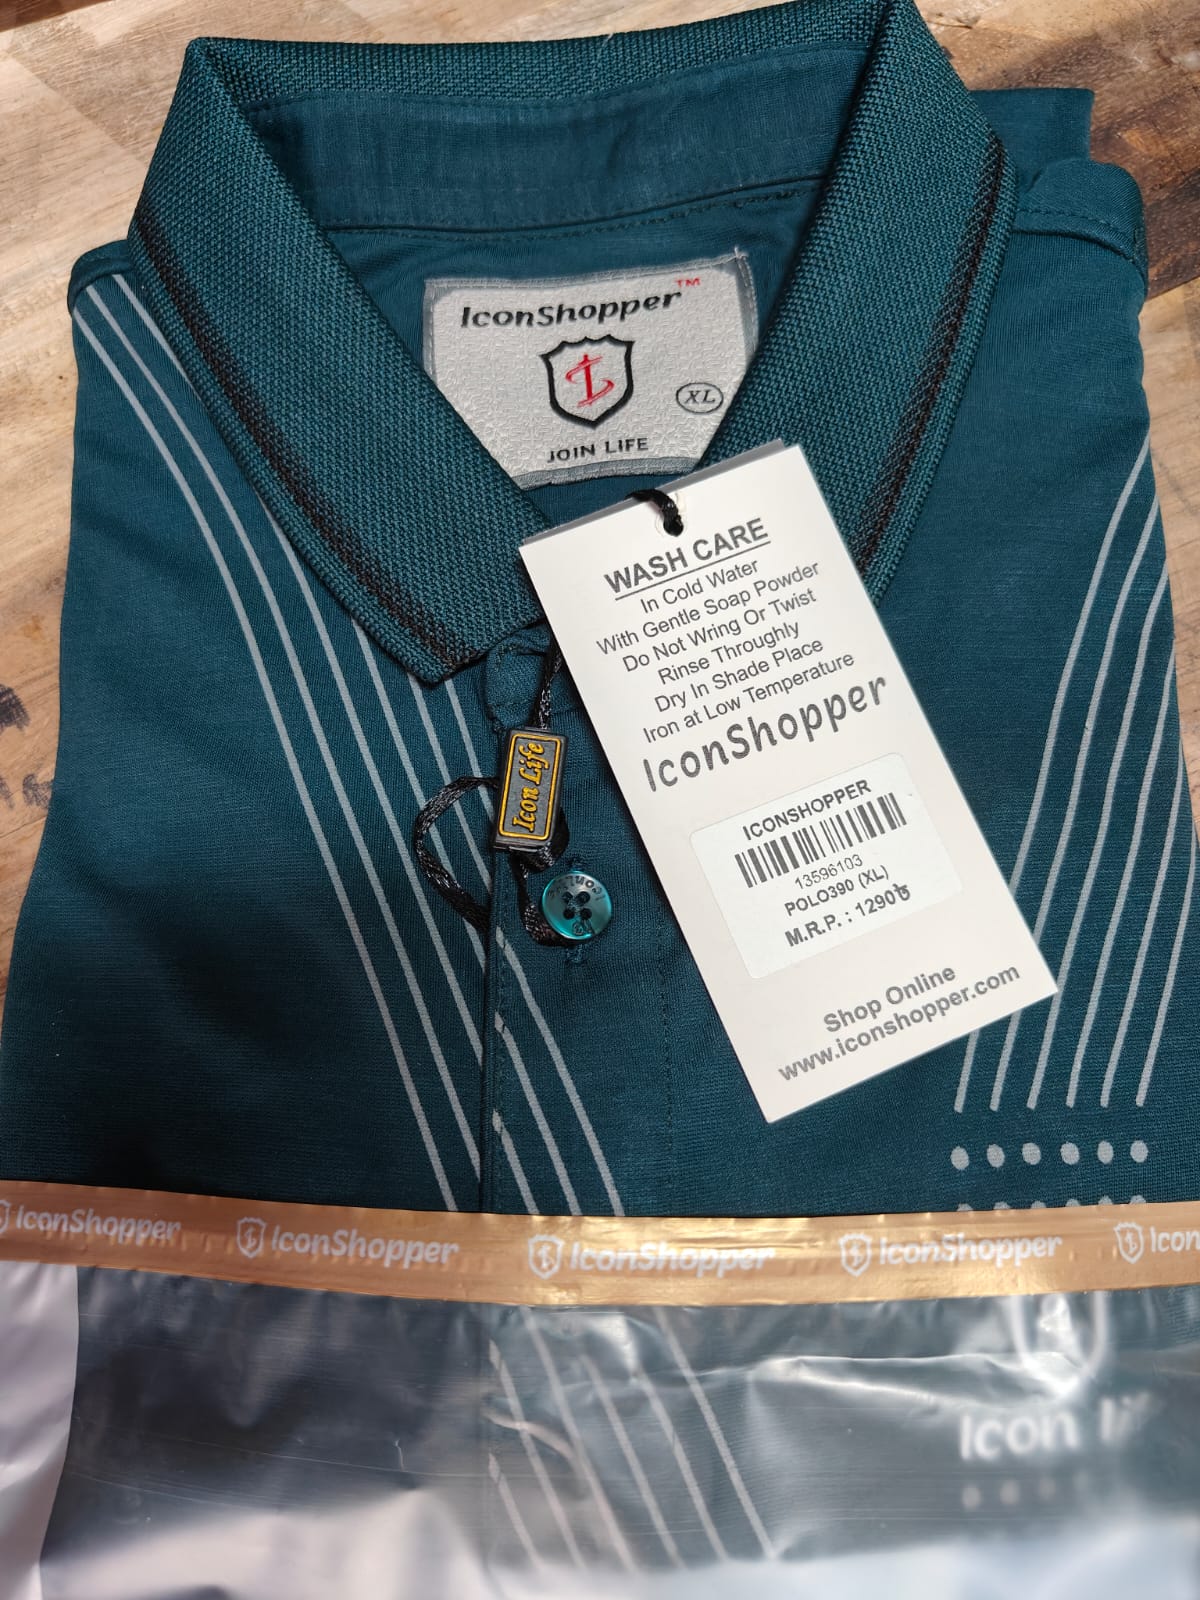 IconShopper™
XL
JOIN LIFE
WASH CARE
In Cold Water
With Gentle Soap Powder
Do Not Wring Or Twist
Rinse Throughly
Dry In Shade Place
Iron at Low Temperature
IconShopper
Icon Life
ICONSHOPPER
13596103
POLO390 (XL)
M.R.P. : 1290৳
Shop Online
www.iconshopper.com
IconShopper IconShopper IconShopper IconShopper Icon
Icon